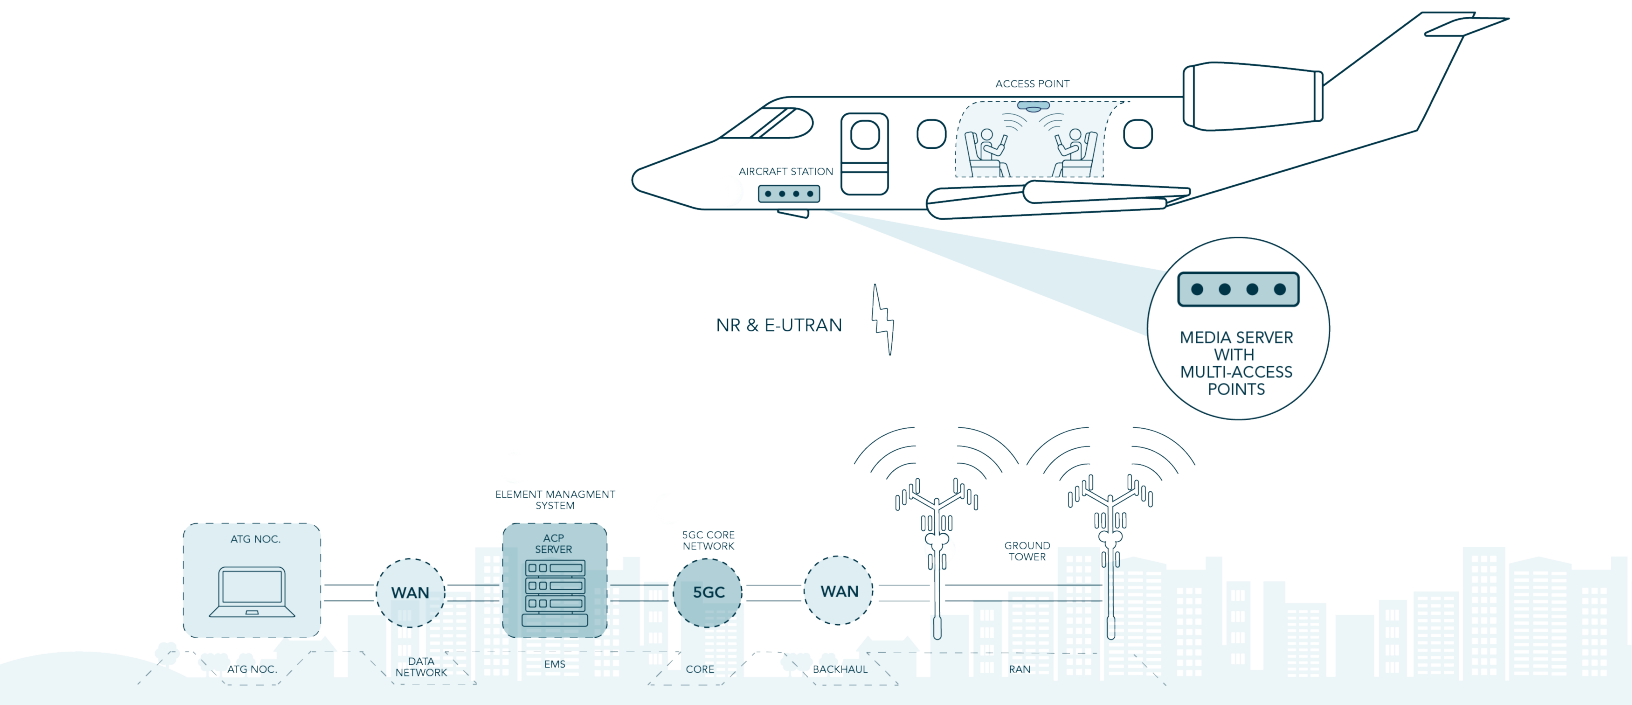 ACCESS POINT
AIRCRAFT STATION
NR & E-UTRAN
MEDIA SERVER
WITH
MULTI-ACCESS
POINTS
ELEMENT MANAGMENT
SYSTEM
ATG NOC.
ACP
SERVER
5GC CORE
NETWORK
GROUND
TOWER
WAN
5GC
WAN
ATG NOC.
DATA
NETWORK
EMS
CORE
BACKHAUL
RAN